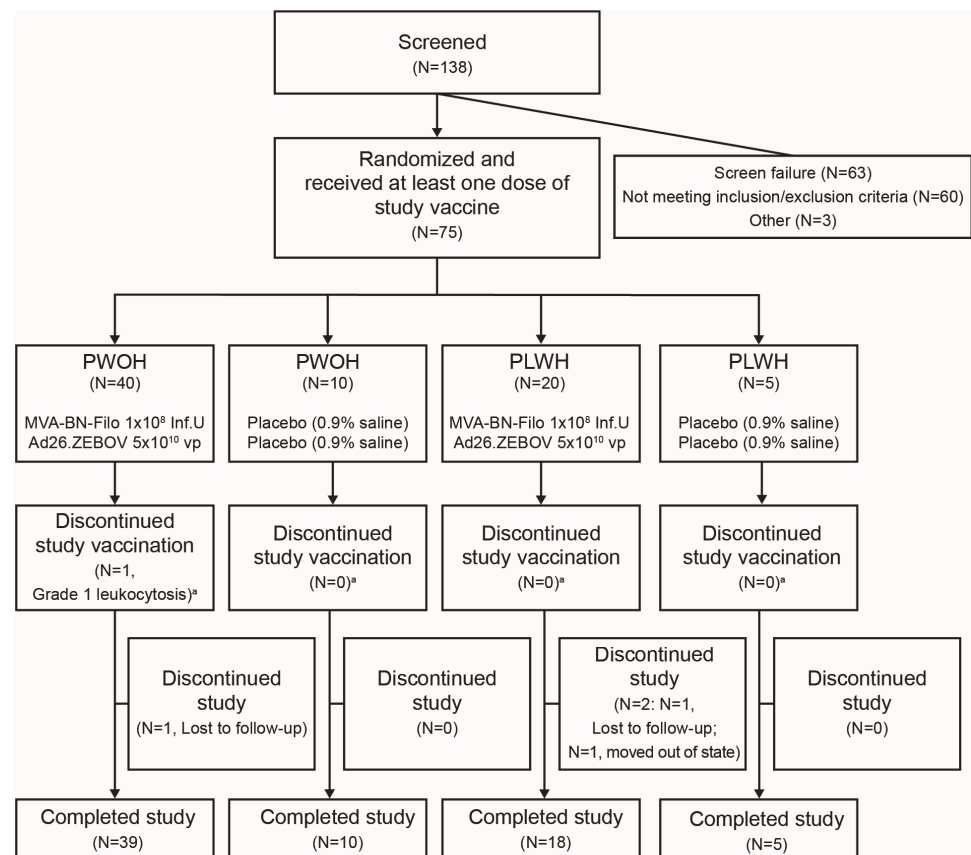 Screened
(N=138)
Randomized and
received at least one dose of
study vaccine
(N=75)
Screen failure (N=63)
Not meeting inclusion/exclusion criteria (N=60)
Other (N=3)
PWOH
(N=40)
MVA-BN-Filo 1x10⁸ Inf.U
Ad26.ZEBOV 5x10¹⁰ vp
PWOH
(N=10)
Placebo (0.9% saline)
Placebo (0.9% saline)
PLWH
(N=20)
MVA-BN-Filo 1x10⁸ Inf.U
Ad26.ZEBOV 5x10¹⁰ vp
PLWH
(N=5)
Placebo (0.9% saline)
Placebo (0.9% saline)
Discontinued
study vaccination
(N=1,
Grade 1 leukocytosis)ᵃ
Discontinued
study vaccination
(N=0)ᵃ
Discontinued
study vaccination
(N=0)ᵃ
Discontinued
study vaccination
(N=0)ᵃ
Discontinued
study
(N=1, Lost to follow-up)
Discontinued
study
(N=0)
Discontinued
study
(N=2: N=1,
Lost to follow-up;
N=1, moved out of state)
Discontinued
study
(N=0)
Completed study
(N=39)
Completed study
(N=10)
Completed study
(N=18)
Completed study
(N=5)